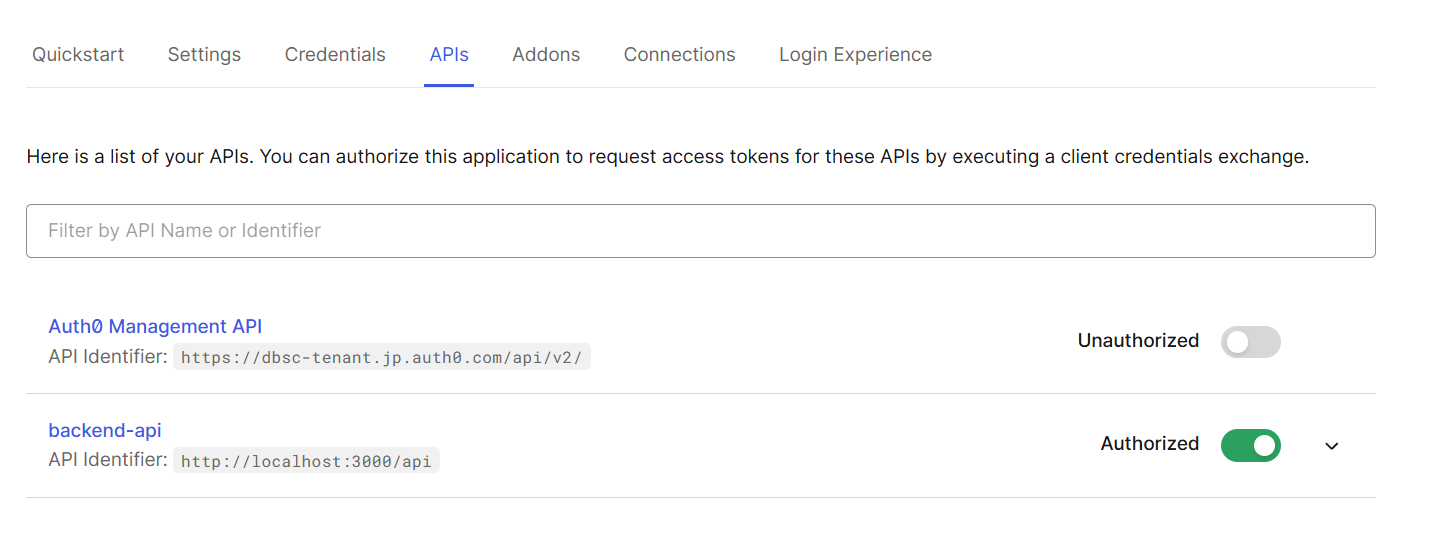 Quickstart Settings Credentials APIs Addons Connections Login Experience
Here is a list of your APIs. You can authorize this application to request access tokens for these APIs by executing a client credentials exchange.
Filter by API Name or Identifier
Auth0 Management API
Unauthorized
API Identifier: https://dbsc-tenant.jp.auth0.com/api/v2/
backend-api
Authorized
API Identifier: http://localhost:3000/api